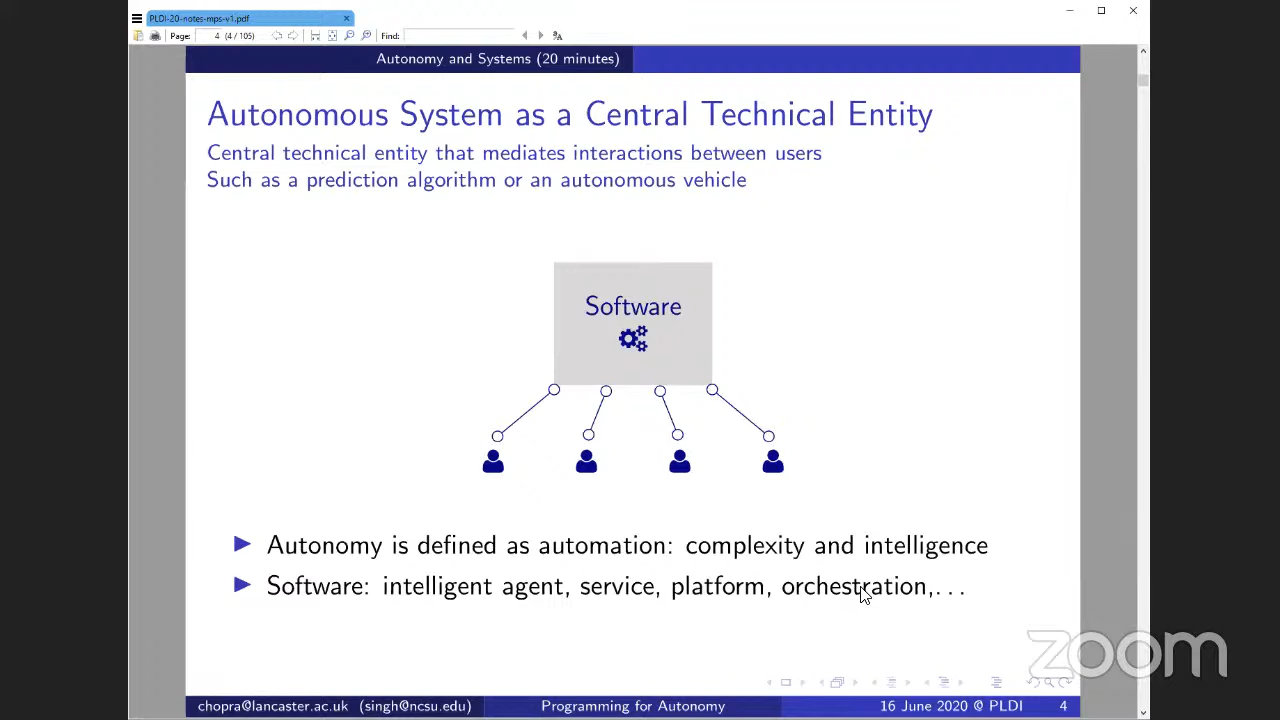 PLDI-20-notes-mps-v1.pdf
Page: 4 (4 / 105) Find:
Autonomy and Systems (20 minutes)
Autonomous System as a Central Technical Entity
Central technical entity that mediates interactions between users
Such as a prediction algorithm or an autonomous vehicle
Software
▶ Autonomy is defined as automation: complexity and intelligence
▶ Software: intelligent agent, service, platform, orchestration,. . .
zoom
chopra@lancaster.ac.uk (singh@ncsu.edu) Programming for Autonomy 16 June 2020 @ PLDI 4